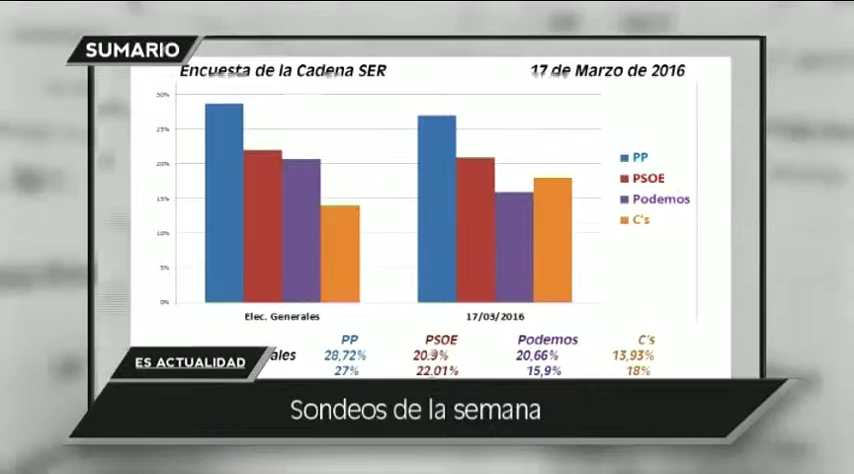 SUMARIO
Encuesta de la Cadena SER 17 de Marzo de 2016
30%
25%
20%
15%
10%
5%
0%
PP
PSOE
Podemos
C's
Elec. Generales 17/03/2016
PP PSOE Podemos C's
ales 28,72% 20.9% 20,66% 13,93%
27% 22.01% 15,9% 18%
ES ACTUALIDAD
Sondeos de la semana